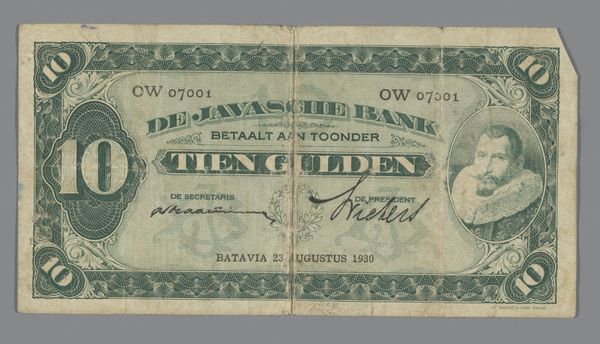 10 10
CW 07001 OW 07001
DE JAVASCHE BANK
BETAALT AAN TOONDER
10 TIEN GULDEN
DE SECRETARIS DE PRESIDENT
BATAVIA 23 AUGUSTUS 1930
10 10